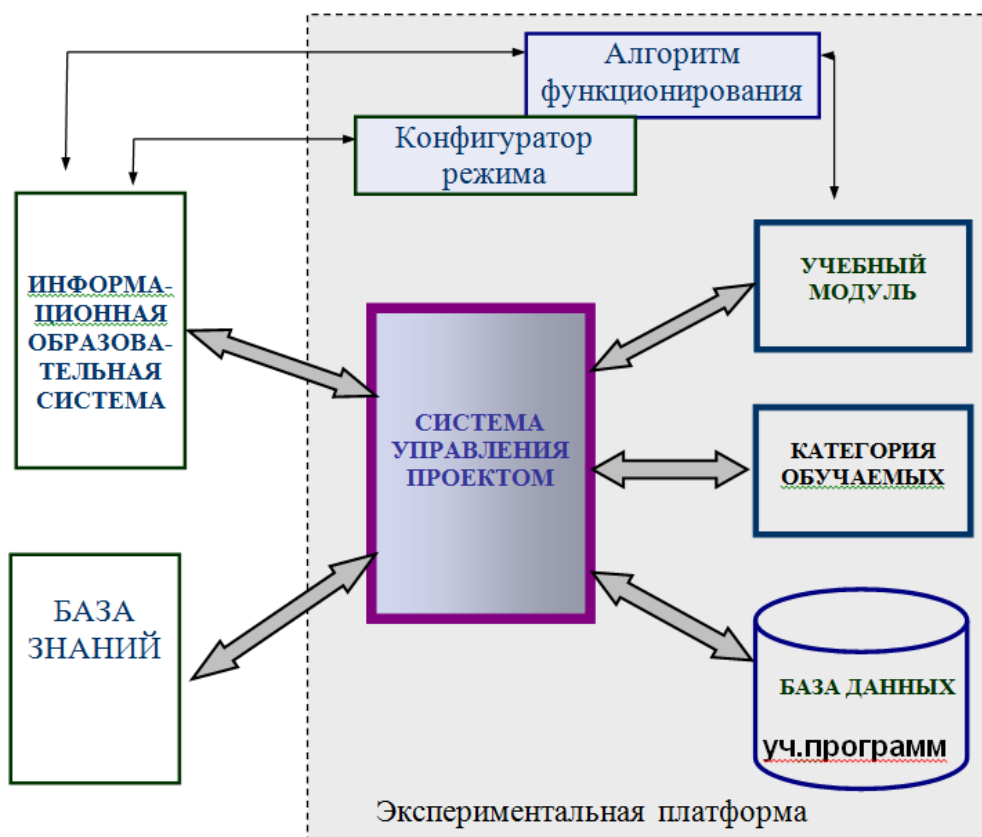 Алгоритм
функционирования
Конфигуратор
режима
ИНФОРМА-
ЦИОННАЯ
ОБРАЗОВА-
ТЕЛЬНАЯ
СИСТЕМА
УЧЕБНЫЙ
МОДУЛЬ
СИСТЕМА
УПРАВЛЕНИЯ
ПРОЕКТОМ
КАТЕГОРИЯ
ОБУЧАЕМЫХ
БАЗА
ЗНАНИЙ
БАЗА ДАННЫХ
уч.программ
Экспериментальная платформа